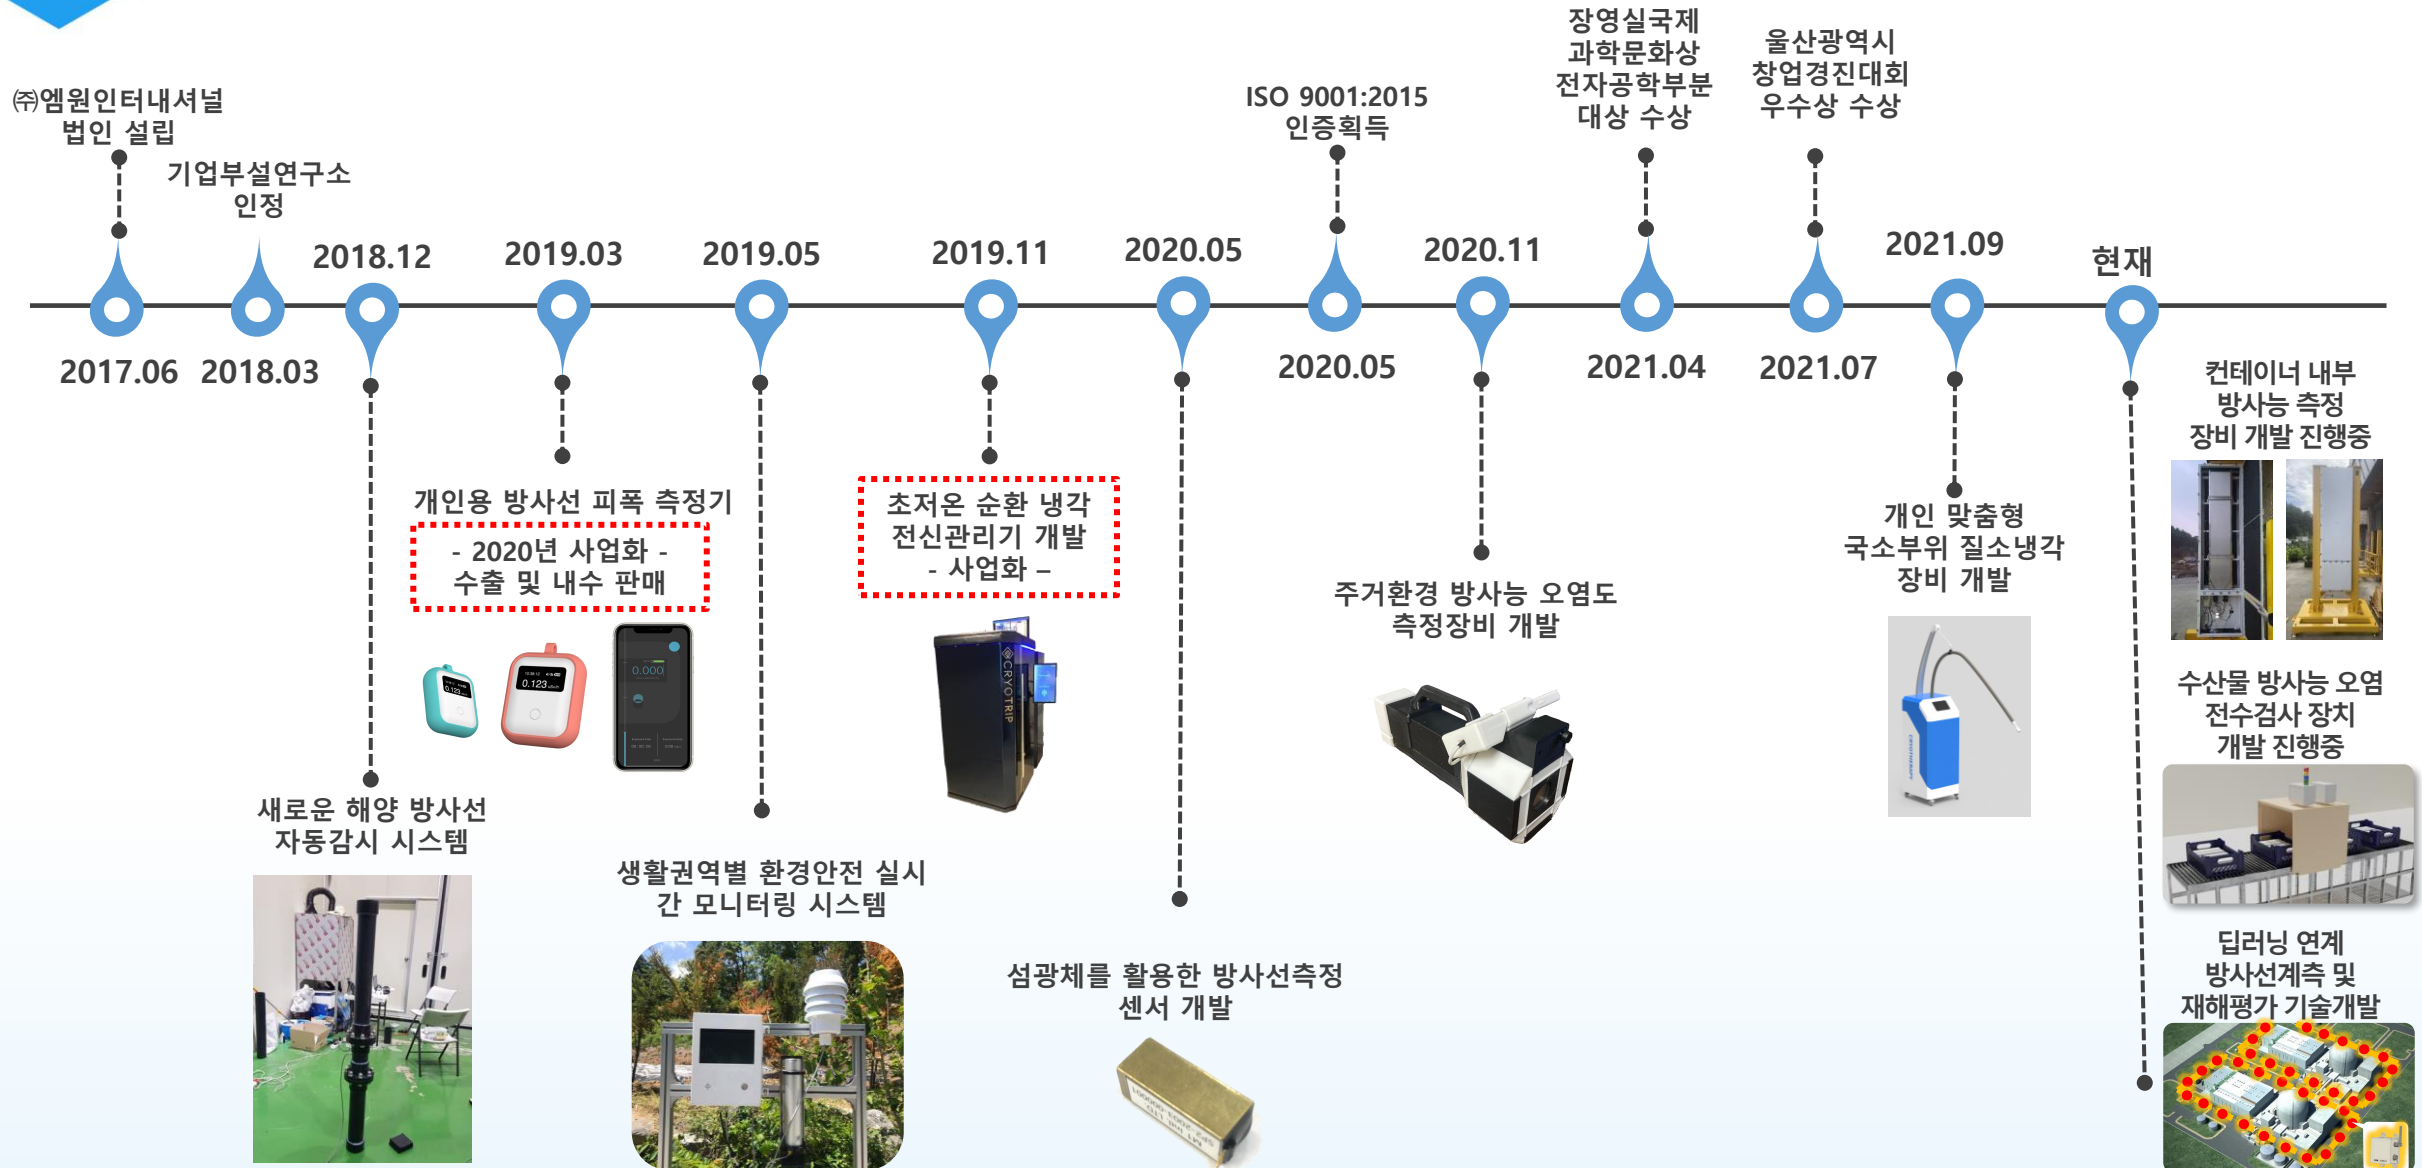 ㈜엠원인터내셔널
법인 설립
2017.06
기업부설연구소
인정
2018.03
2018.12
새로운 해양 방사선
자동감시 시스템
2019.03
개인용 방사선 피폭 측정기
- 2020년 사업화 -
수출 및 내수 판매
0.123
0.123
0.000
2019.05
생활권역별 환경안전 실시
간 모니터링 시스템
2019.11
초저온 순환 냉각
전신관리기 개발
- 사업화 –
CRYOTRIP
2020.05
섬광체를 활용한 방사선측정
센서 개발
ISO 9001:2015
인증획득
2020.05
2020.11
주거환경 방사능 오염도
측정장비 개발
장영실국제
과학문화상
전자공학부분
대상 수상
2021.04
울산광역시
창업경진대회
우수상 수상
2021.07
2021.09
개인 맞춤형
국소부위 질소냉각
장비 개발
CRYOTHERAPY
현재
컨테이너 내부
방사능 측정
장비 개발 진행중
수산물 방사능 오염
전수검사 장치
개발 진행중
딥러닝 연계
방사선계측 및
재해평가 기술개발